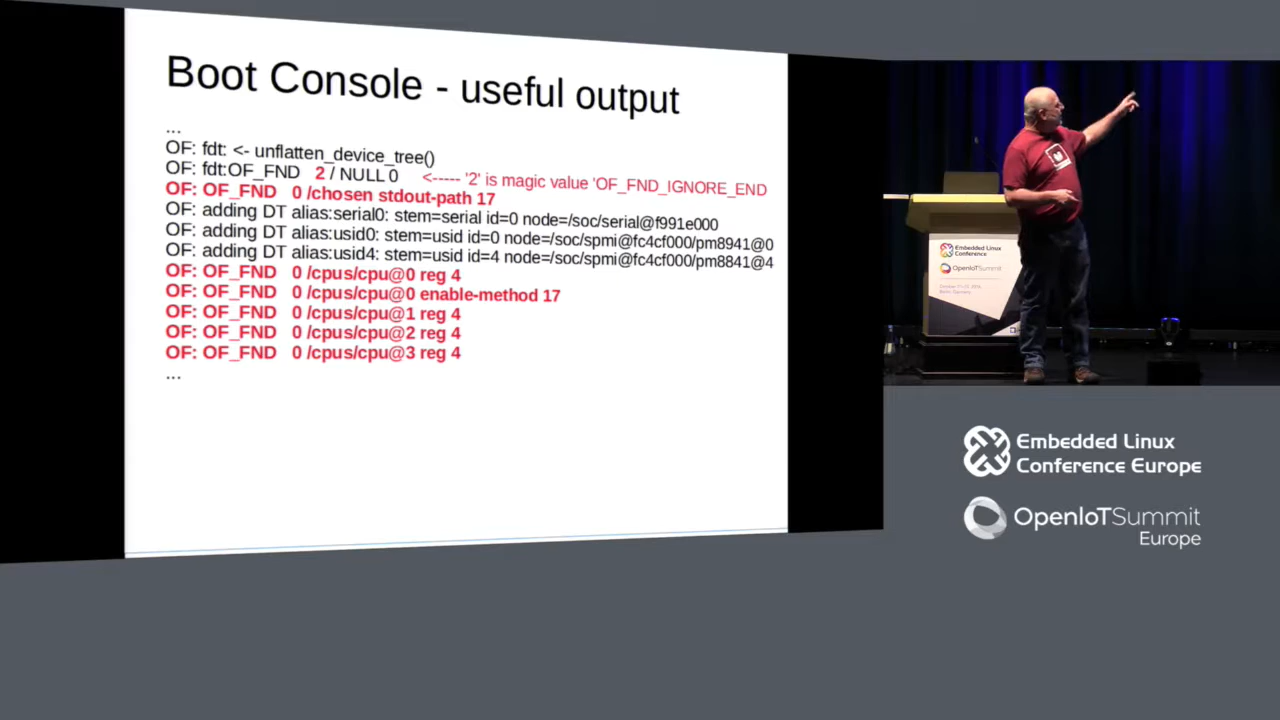 Boot Console - useful output
...
OF: fdt: <- unflatten_device_tree()
OF: fdt:OF_FND 2 / NULL 0 <----- '2' is magic value 'OF_FND_IGNORE_END
OF: OF_FND 0 /chosen stdout-path 17
OF: adding DT alias:serial0: stem=serial id=0 node=/soc/serial@f991e000
OF: adding DT alias:usid0: stem=usid id=0 node=/soc/spmi@fc4cf000/pm8941@0
OF: adding DT alias:usid4: stem=usid id=4 node=/soc/spmi@fc4cf000/pm8841@4
OF: OF_FND 0 /cpus/cpu@0 reg 4
OF: OF_FND 0 /cpus/cpu@0 enable-method 17
OF: OF_FND 0 /cpus/cpu@1 reg 4
OF: OF_FND 0 /cpus/cpu@2 reg 4
OF: OF_FND 0 /cpus/cpu@3 reg 4
...
Embedded Linux
Conference
OpenIoTSummit
Embedded Linux
Conference Europe
OpenIoTSummit
Europe